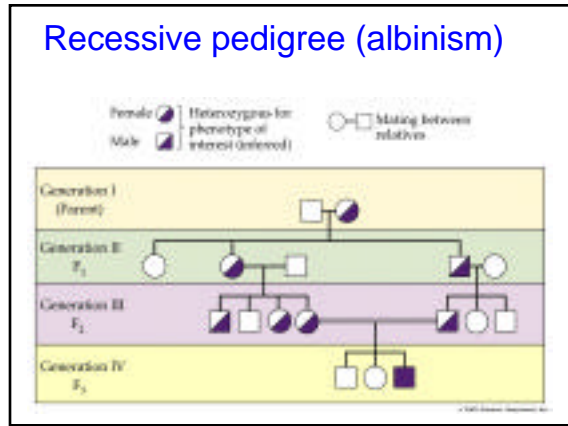 Recessive pedigree (albinism)
Female
Heterozygous for
phenotype of
interest (inferred)
Male
Mating between
relatives
Generation I
(Parent)
Generation II
F₁
Generation III
F₂
Generation IV
F₃